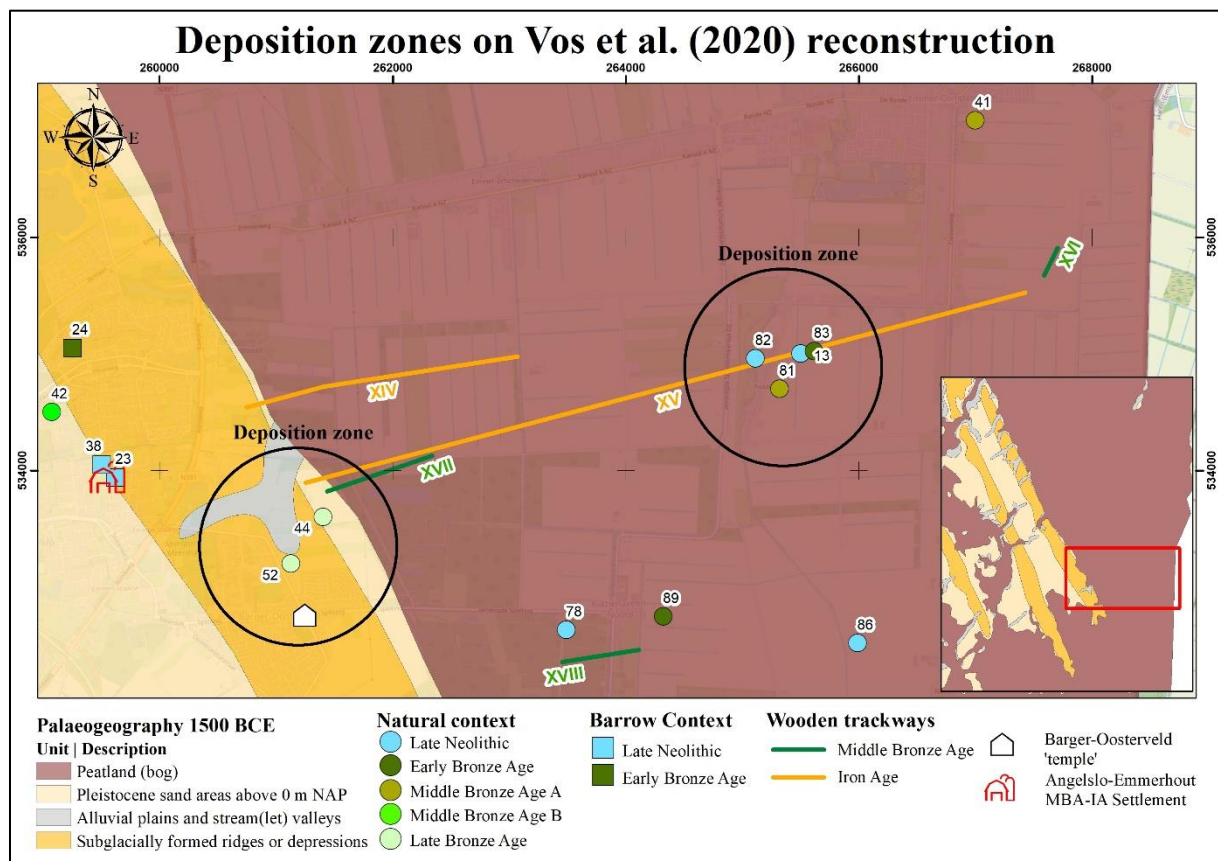 Deposition zones on Vos et al. (2020) reconstruction
260000 262000 264000 266000 268000
N
W E
S
536000 536000
534000 534000
41
XVI
Deposition zone
82 83
13
81
24
42
XIV
XV
Deposition zone
38 23
XVII
44
52
78 89 86
XVIII
Palaeogeography 1500 BCE
Unit | Description
Peatland (bog)
Pleistocene sand areas above 0 m NAP
Alluvial plains and stream(let) valleys
Subglacially formed ridges or depressions
Natural context
Late Neolithic
Early Bronze Age
Middle Bronze Age A
Middle Bronze Age B
Late Bronze Age
Barrow Context
Late Neolithic
Early Bronze Age
Wooden trackways
Middle Bronze Age
Iron Age
Barger-Oosterveld
'temple'
Angelslo-Emmerhout
MBA-IA Settlement